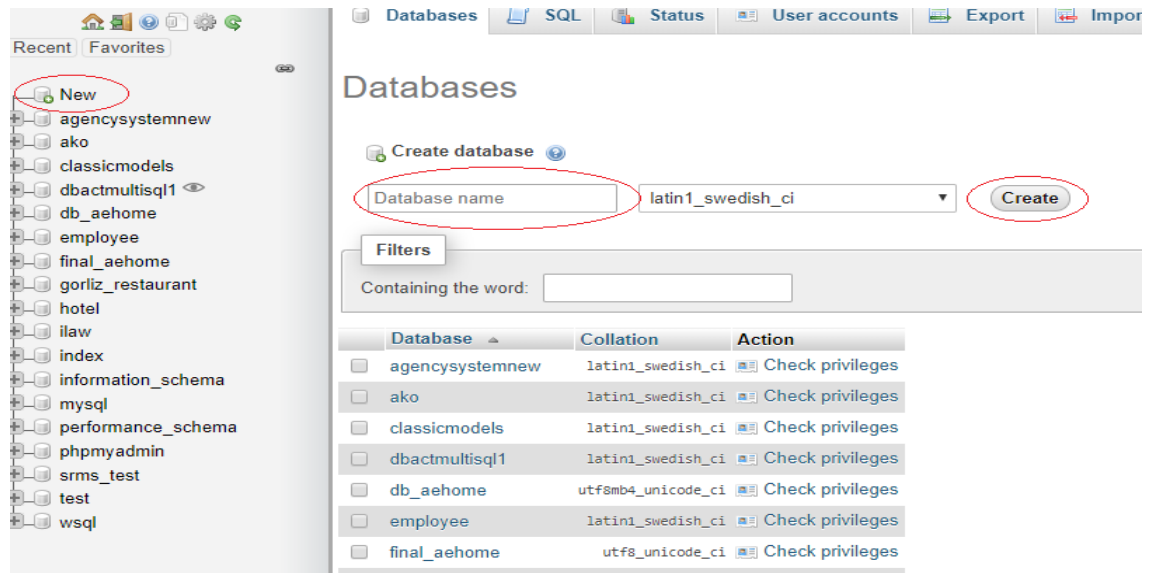 Recent Favorites
New
agencysystemnew
ako
classicmodels
dbactmultisql1
db_aehome
employee
final_aehome
gorliz_restaurant
hotel
ilaw
index
information_schema
mysql
performance_schema
phpmyadmin
srms_test
test
wsql
Databases SQL Status User accounts Export Impor
Databases
Create database
Database name latin1_swedish_ci Create
Filters
Containing the word:
Database Collation Action
agencysystemnew latin1_swedish_ci Check privileges
ako latin1_swedish_ci Check privileges
classicmodels latin1_swedish_ci Check privileges
dbactmultisql1 latin1_swedish_ci Check privileges
db_aehome utf8mb4_unicode_ci Check privileges
employee latin1_swedish_ci Check privileges
final_aehome utf8_unicode_ci Check privileges